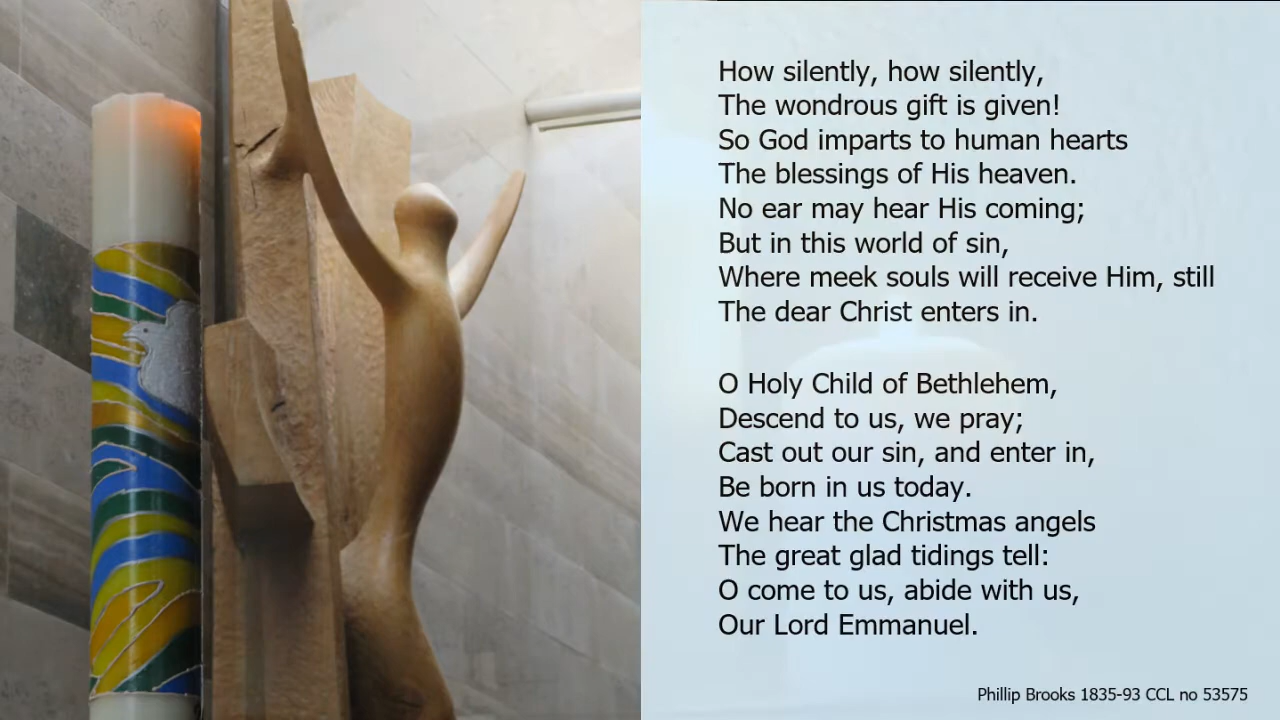 How silently, how silently,
The wondrous gift is given!
So God imparts to human hearts
The blessings of His heaven.
No ear may hear His coming;
But in this world of sin,
Where meek souls will receive Him, still
The dear Christ enters in.
O Holy Child of Bethlehem,
Descend to us, we pray;
Cast out our sin, and enter in,
Be born in us today.
We hear the Christmas angels
The great glad tidings tell:
O come to us, abide with us,
Our Lord Emmanuel.
Phillip Brooks 1835-93 CCL no 53575